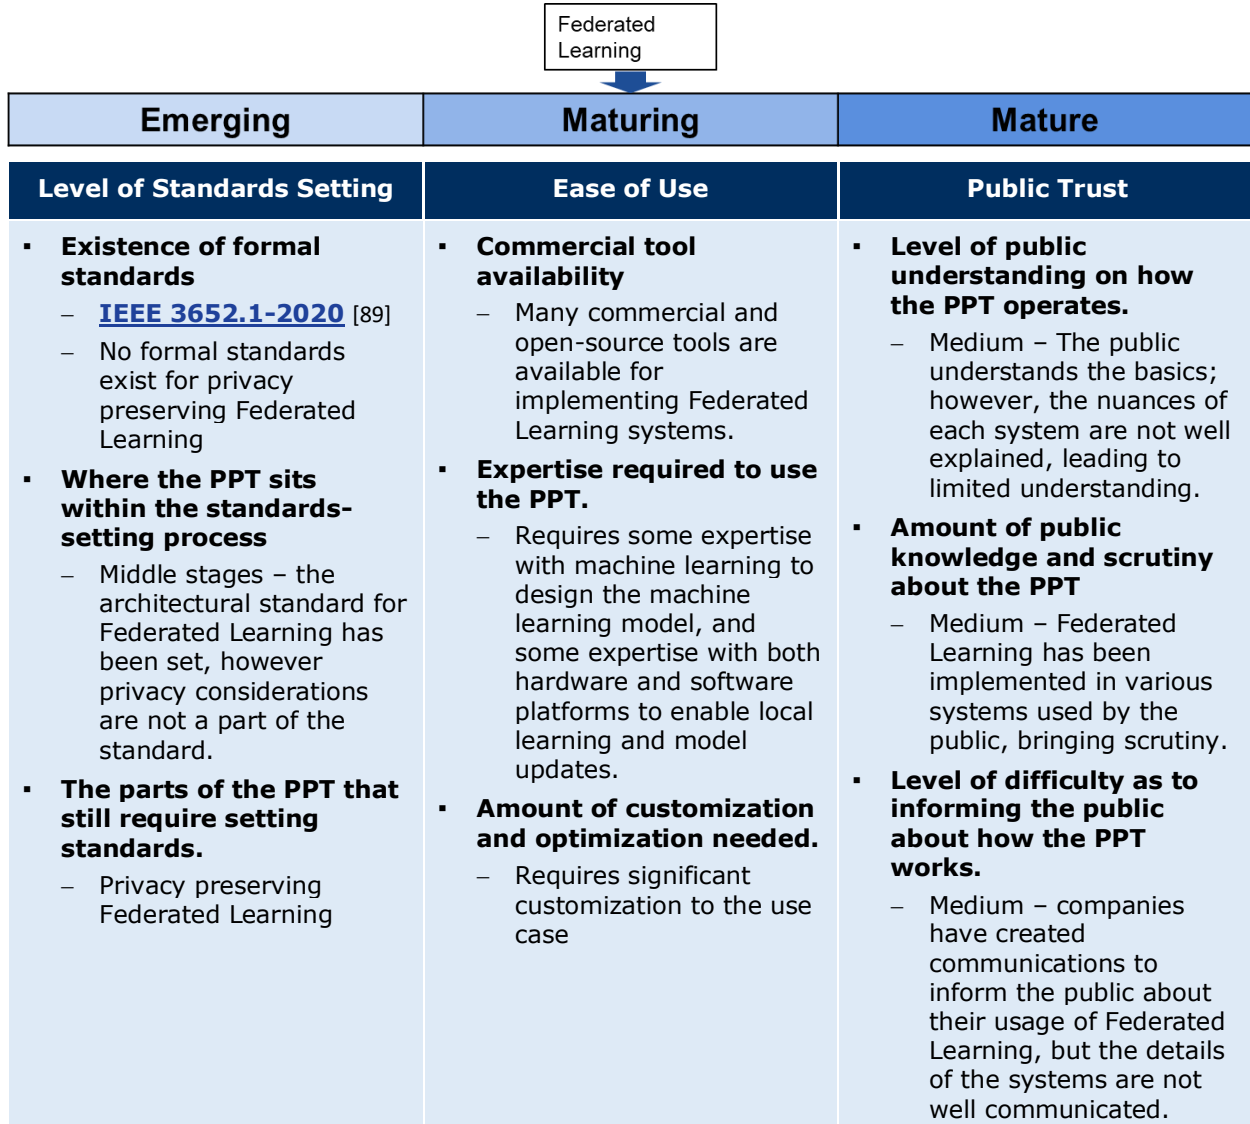 Federated
Learning
Emerging
Maturing
Mature
Level of Standards Setting
▪ Existence of formal
standards
– IEEE 3652.1-2020 [89]
– No formal standards
exist for privacy
preserving Federated
Learning
▪ Where the PPT sits
within the standards-
setting process
– Middle stages – the
architectural standard for
Federated Learning has
been set, however
privacy considerations
are not a part of the
standard.
▪ The parts of the PPT that
still require setting
standards.
– Privacy preserving
Federated Learning
Ease of Use
▪ Commercial tool
availability
– Many commercial and
open-source tools are
available for
implementing Federated
Learning systems.
▪ Expertise required to use
the PPT.
– Requires some expertise
with machine learning to
design the machine
learning model, and
some expertise with both
hardware and software
platforms to enable local
learning and model
updates.
▪ Amount of customization
and optimization needed.
– Requires significant
customization to the use
case
Public Trust
▪ Level of public
understanding on how
the PPT operates.
– Medium – The public
understands the basics;
however, the nuances of
each system are not well
explained, leading to
limited understanding.
▪ Amount of public
knowledge and scrutiny
about the PPT
– Medium – Federated
Learning has been
implemented in various
systems used by the
public, bringing scrutiny.
▪ Level of difficulty as to
informing the public
about how the PPT
works.
– Medium – companies
have created
communications to
inform the public about
their usage of Federated
Learning, but the details
of the systems are not
well communicated.